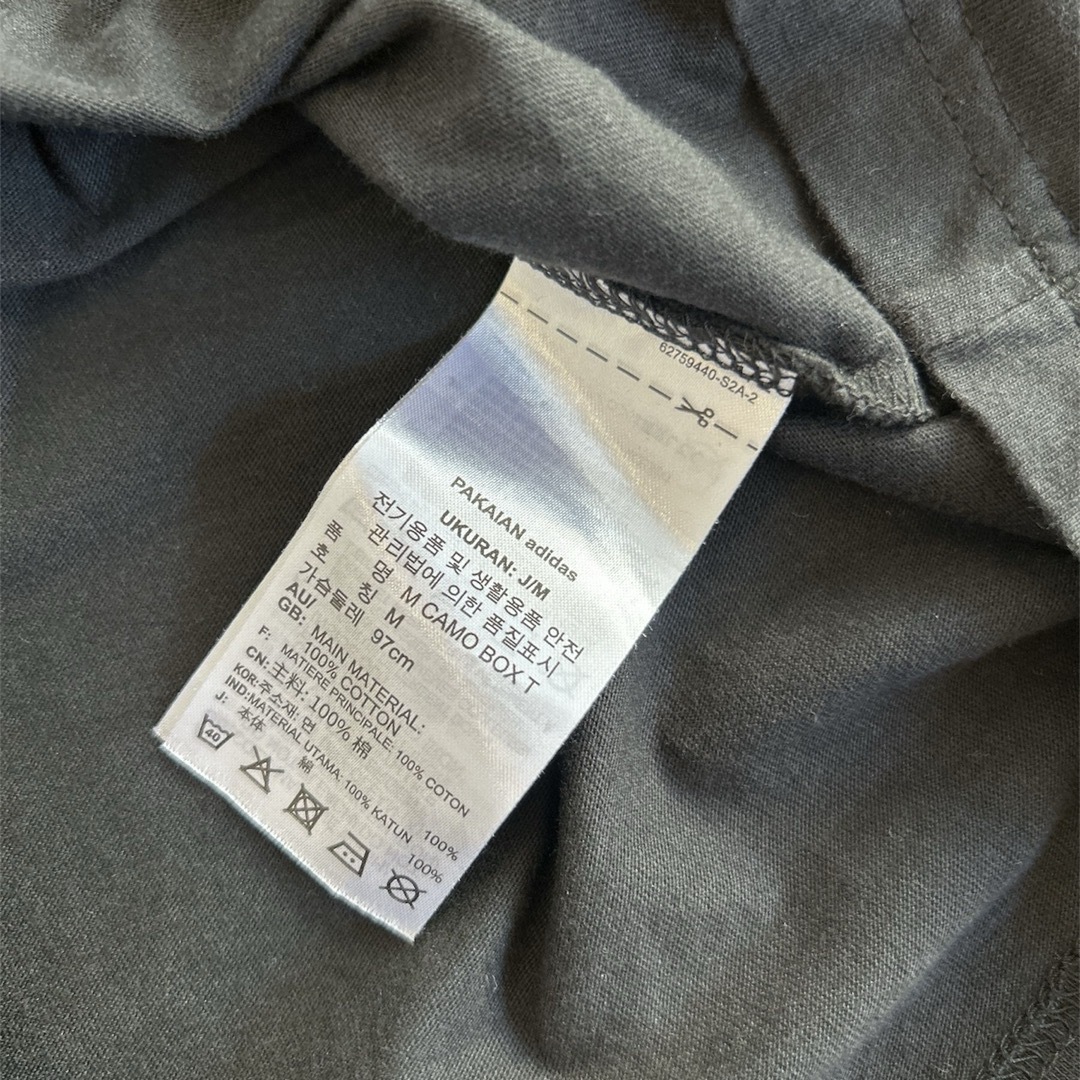 62759440-S2A-2
PAKAIAN adidas
UKURAN: J/M
전기용품 및 생활용품 안전
관리법에 의한 품질표시
품 명 M CAMO BOX T
호 칭 M
가슴둘레 97cm
AU/
GB: MAIN MATERIAL:
100% COTTON
F: MATIERE PRINCIPALE: 100% COTON
CN: 主料: 100% 棉
KOR: 주소재: 면 100%
IND: MATERIAL UTAMA: 100% KATUN
J: 本体 綿 100%
40